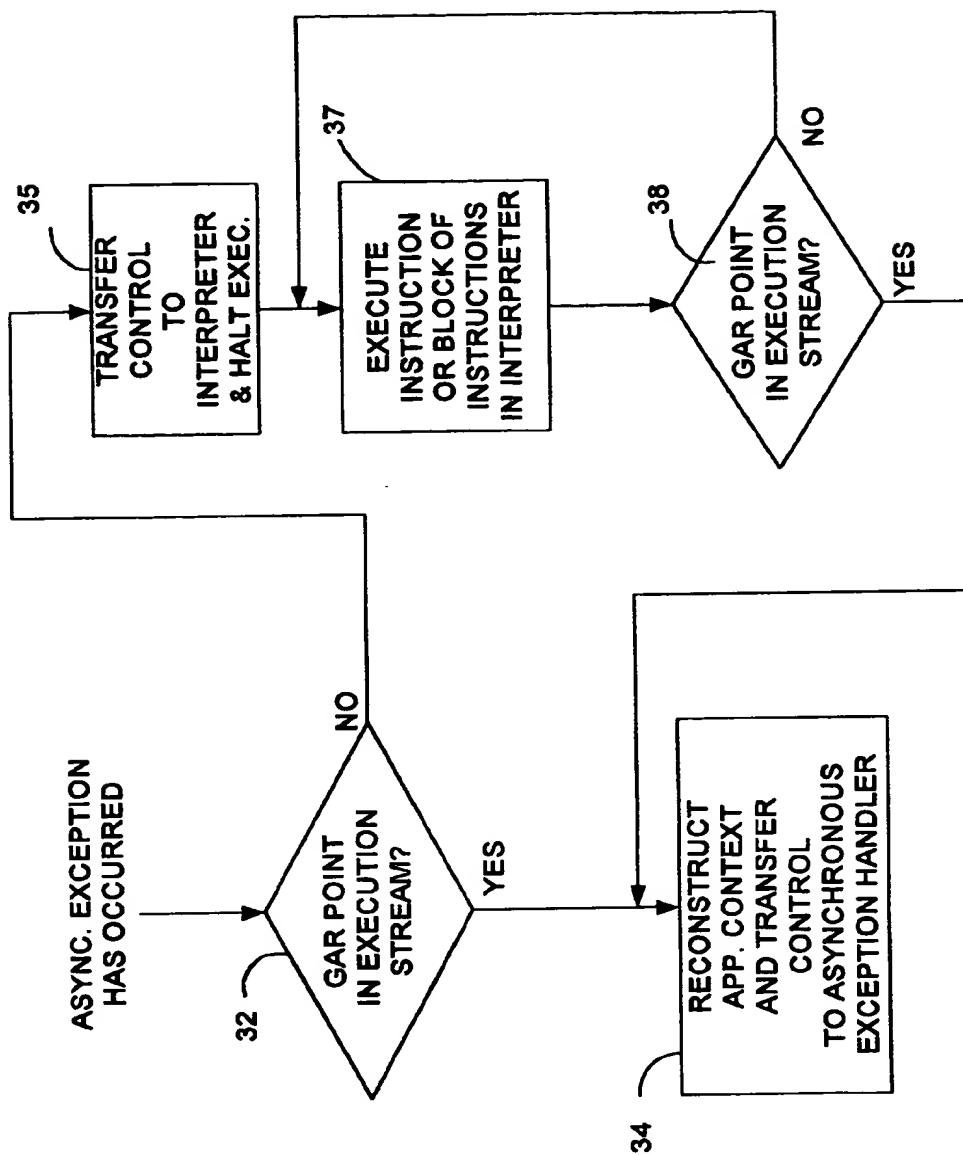 ASYNC. EXCEPTION
HAS OCCURRED
32
GAR POINT
IN EXECUTION
STREAM?
NO
YES
34
RECONSTRUCT
APP. CONTEXT
AND TRANSFER
CONTROL
TO ASYNCHRONOUS
EXCEPTION HANDLER
35
TRANSFER
CONTROL
TO
INTERPRETER
& HALT EXEC.
37
EXECUTE
INSTRUCTION
OR BLOCK OF
INSTRUCTIONS
IN INTERPRETER
38
GAR POINT
IN EXECUTION
STREAM?
NO
YES